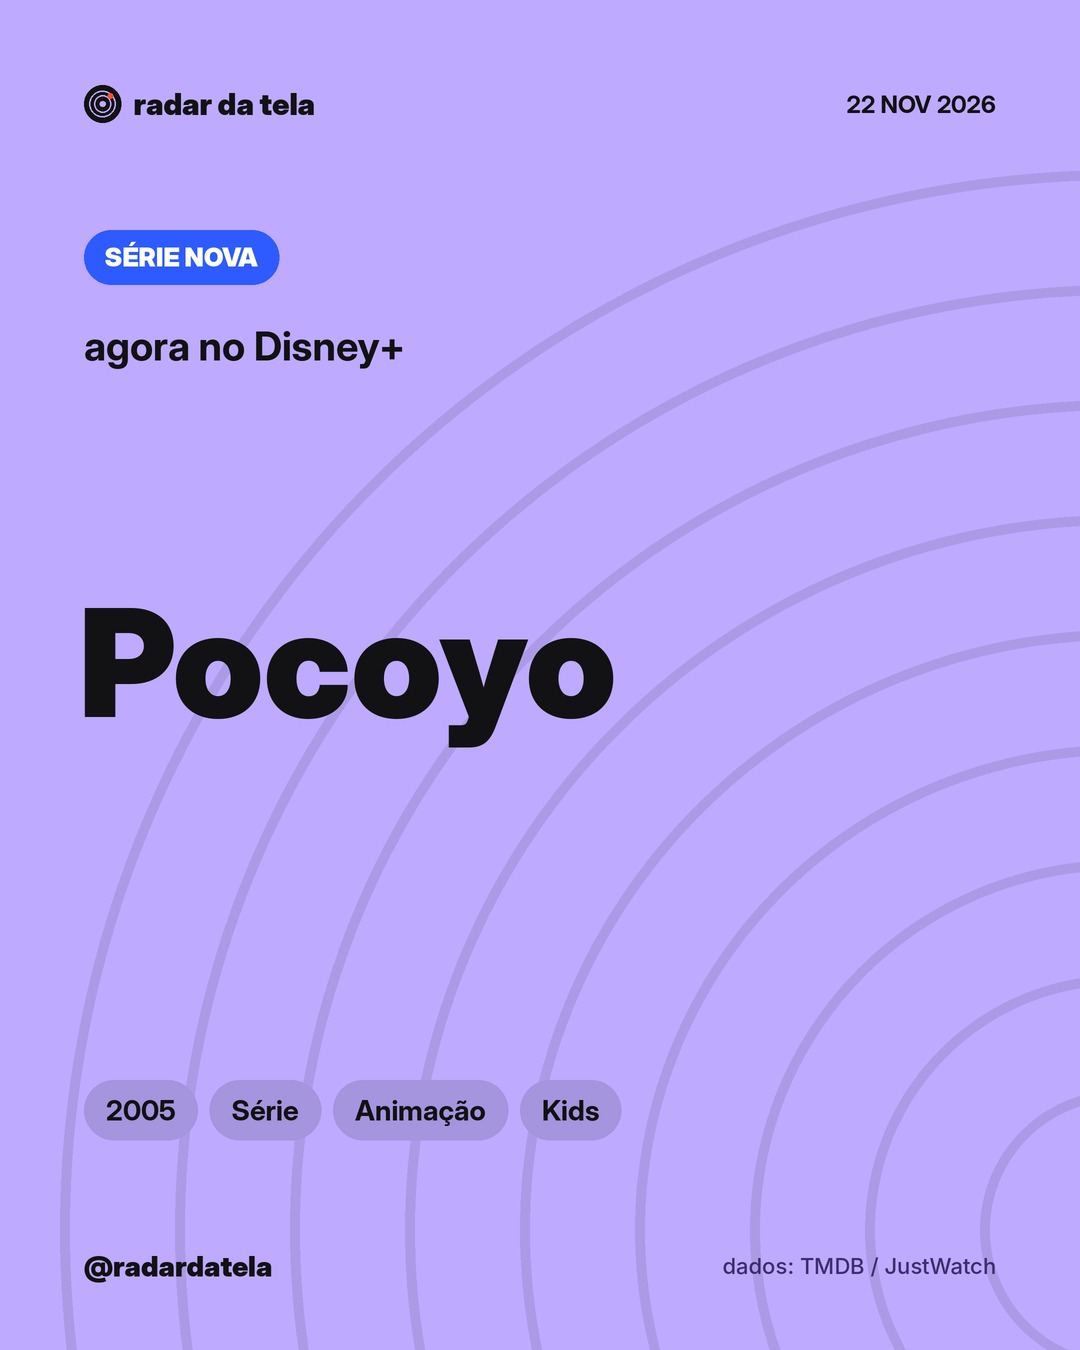 radar da tela
22 NOV 2026
SÉRIE NOVA
agora no Disney+
Pocoyo
2005 Série Animação Kids
@radardatela
dados: TMDB / JustWatch